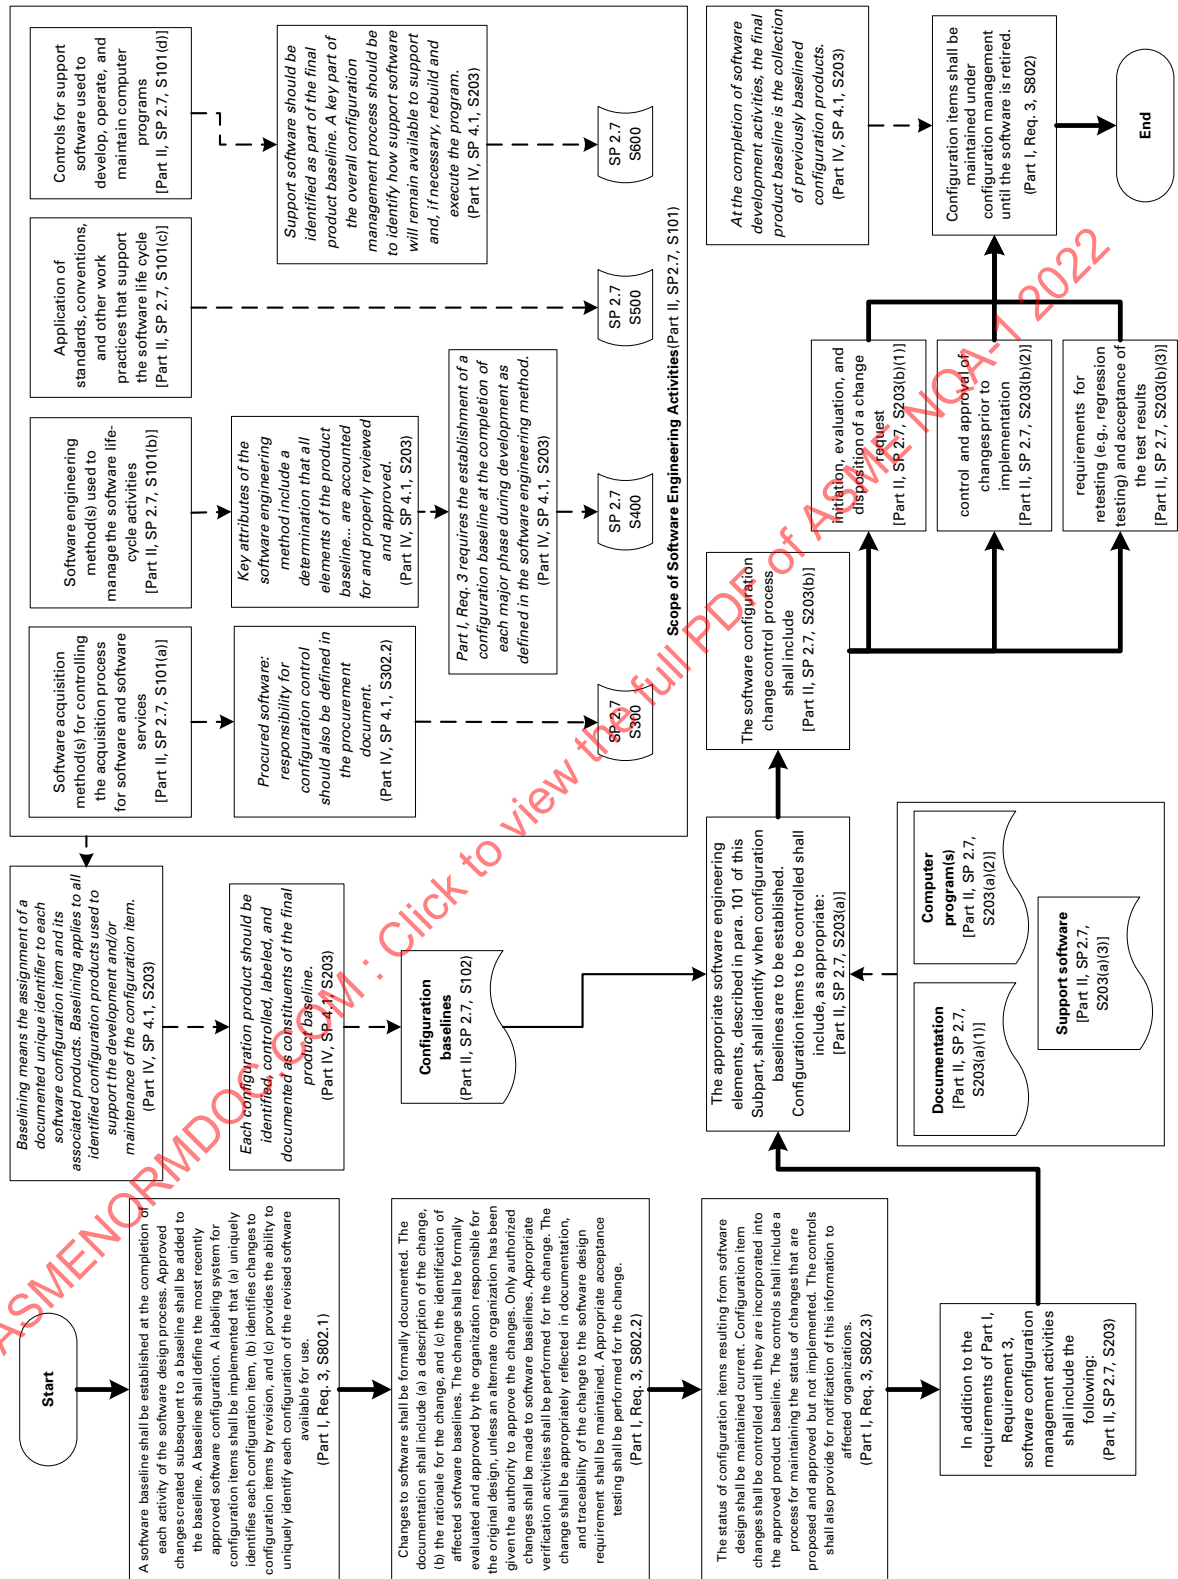 Start
A software baseline shall be established at the completion of
each activity of the software design process. Approved
changes created subsequent to a baseline shall be added to
the baseline. A baseline shall define the most recently
approved software configuration. A labeling system for
configuration items shall be implemented that (a) uniquely
identifies each configuration item, (b) identifies changes to
configuration items by revision, and (c) provides the ability to
uniquely identify each configuration of the revised software
available for use.
(Part I, Req. 3, S802.1)
Changes to software shall be formally documented. The
documentation shall include (a) a description of the change,
(b) the rationale for the change, and (c) the identification of
affected software baselines. The change shall be formally
evaluated and approved by the organization responsible for
the original design, unless an alternate organization has been
given the authority to approve the changes. Only authorized
changes shall be made to software baselines. Appropriate
verification activities shall be performed for the change. The
change shall be appropriately reflected in documentation,
and traceability of the change to the software design
requirement shall be maintained. Appropriate acceptance
testing shall be performed for the change.
(Part I, Req. 3, S802.2)
The status of configuration items resulting from software
design shall be maintained current. Configuration item
changes shall be controlled until they are incorporated into
the approved product baseline. The controls shall include a
process for maintaining the status of changes that are
proposed and approved but not implemented. The controls
shall also provide for notification of this information to
affected organizations.
(Part I, Req. 3, S802.3)
In addition to the
requirements of Part I,
Requirement 3,
software configuration
management activities
shall include the
following:
(Part II, SP 2.7, S203)
Baselining means the assignment of a
documented unique identifier to each
software configuration item and its
associated products. Baselining applies to all
identified configuration products used to
support the development and/or
maintenance of the configuration item.
(Part IV, SP 4.1, S203)
Each configuration product should be
identified, controlled, labeled, and
documented as constituents of the final
product baseline.
(Part IV, SP 4.1, S203)
Configuration
baselines
(Part II, SP 2.7, S102)
The appropriate software engineering
elements, described in para. 101 of this
Subpart, shall identify when configuration
baselines are to be established.
Configuration items to be controlled shall
include, as appropriate:
[Part II, SP 2.7, S203(a)]
Documentation
[Part II, SP 2.7,
S203(a)(1)]
Computer
program(s)
[Part II, SP 2.7,
S203(a)(2)]
Support software
[Part II, SP 2.7,
S203(a)(3)]
Software acquisition
method(s) for controlling
the acquisition process
for software and software
services
[Part II, SP 2.7, S101(a)]
Software engineering
method(s) used to
manage the software life-
cycle activities
[Part II, SP 2.7, S101(b)]
Application of
standards, conventions,
and other work
practices that support
the software life cycle
[Part II, SP 2.7, S101(c)]
Controls for support
software used to
develop, operate, and
maintain computer
programs
[Part II, SP 2.7, S101(d)]
Procured software:
responsibility for
configuration control
should also be defined in
the procurement
document.
(Part IV, SP 4.1, S302.2)
Key attributes of the
software engineering
method include a
determination that all
elements of the product
baseline... are accounted
for and properly reviewed
and approved.
(Part IV, SP 4.1, S203)
Support software should be
identified as part of the final
product baseline. A key part of
the overall configuration
management process should be
to identify how support software
will remain available to support
and, if necessary, rebuild and
execute the program.
(Part IV, SP 4.1, S203)
Part I, Req. 3 requires the establishment of a
configuration baseline at the completion of
each major phase during development as
defined in the software engineering method.
(Part IV, SP 4.1, S203)
SP 2.7
S300
SP 2.7
S400
SP 2.7
S500
SP 2.7
S600
Scope of Software Engineering Activities(Part II, SP2.7, S101)
The software configuration
change control process
shall include
[Part II, SP 2.7, S203(b)]
initiation, evaluation, and
disposition of a change
request
[Part II, SP 2.7, S203(b)(1)]
control and approval of
changesprior to
implementation
[Part II, SP 2.7, S203(b)(2)]
requirements for
retesting (e.g., regression
testing) and acceptance of
the test results
[Part II, SP 2.7, S203(b)(3)]
At the completion of software
development activities, the final
product baseline is the collection
of previously baselined
configuration products.
(Part IV, SP 4.1, S203)
Configuration items shall be
maintained under
configuration management
until the software is retired.
(Part I, Req. 3, S802)
End
ASMENORMDOC.COM : Click to view the full PDF of ASME NQA-1 2022